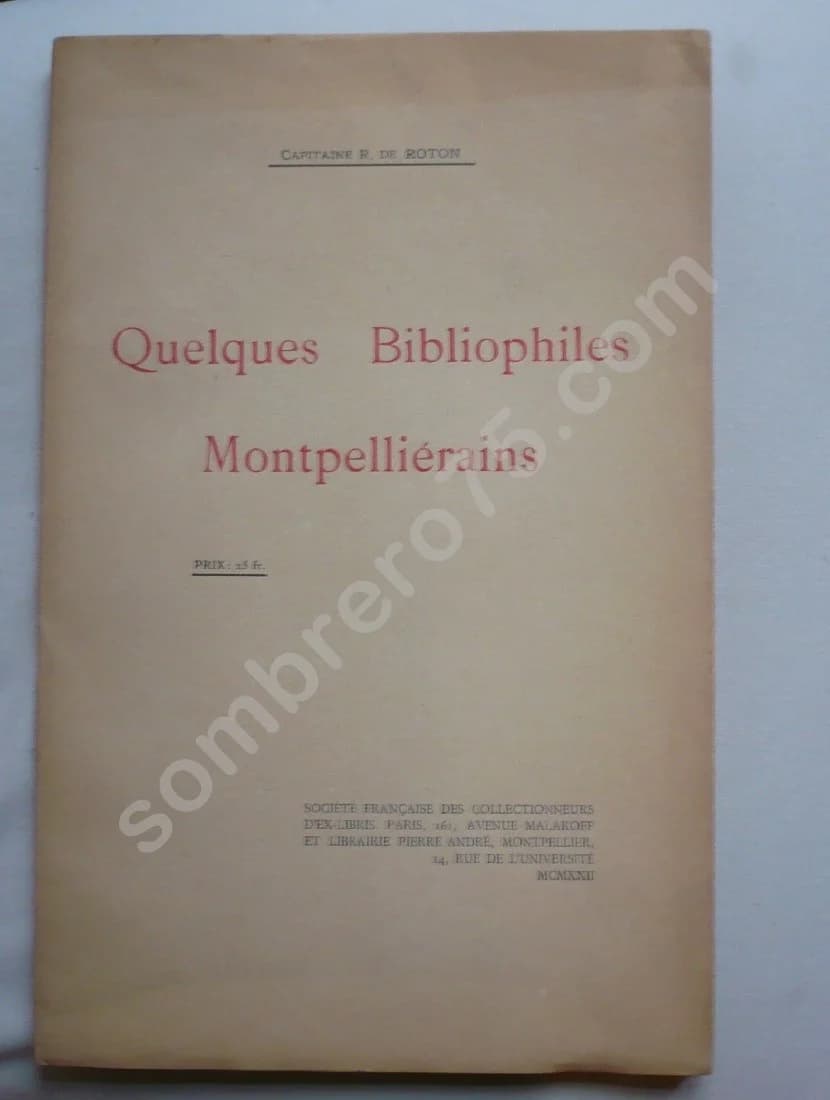 CAPITAINE R. DE ROTON
Quelques Bibliophiles
Montpelliérains
PRIX: 25 fr.
SOCIÉTÉ FRANÇAISE DES COLLECTIONNEURS
D'EX-LIBRIS PARIS, 161, AVENUE MALAKOFF
ET LIBRAIRIE PIERRE ANDRÉ, MONTPELLIER,
24, RUE DE L'UNIVERSITÉ
MCMXXII
sombrero75.com